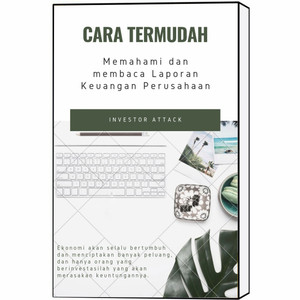 CARA TERMUDAH
Memahami dan
membaca Laporan
Keuangan Perusahaan
INVESTOR ATTACK
Ekonomi akan selalu bertumbuh
dan menciptakan banyak peluang,
dan hanya orang yang
berinvestasilah yang akan
merasakan keuntungannya.